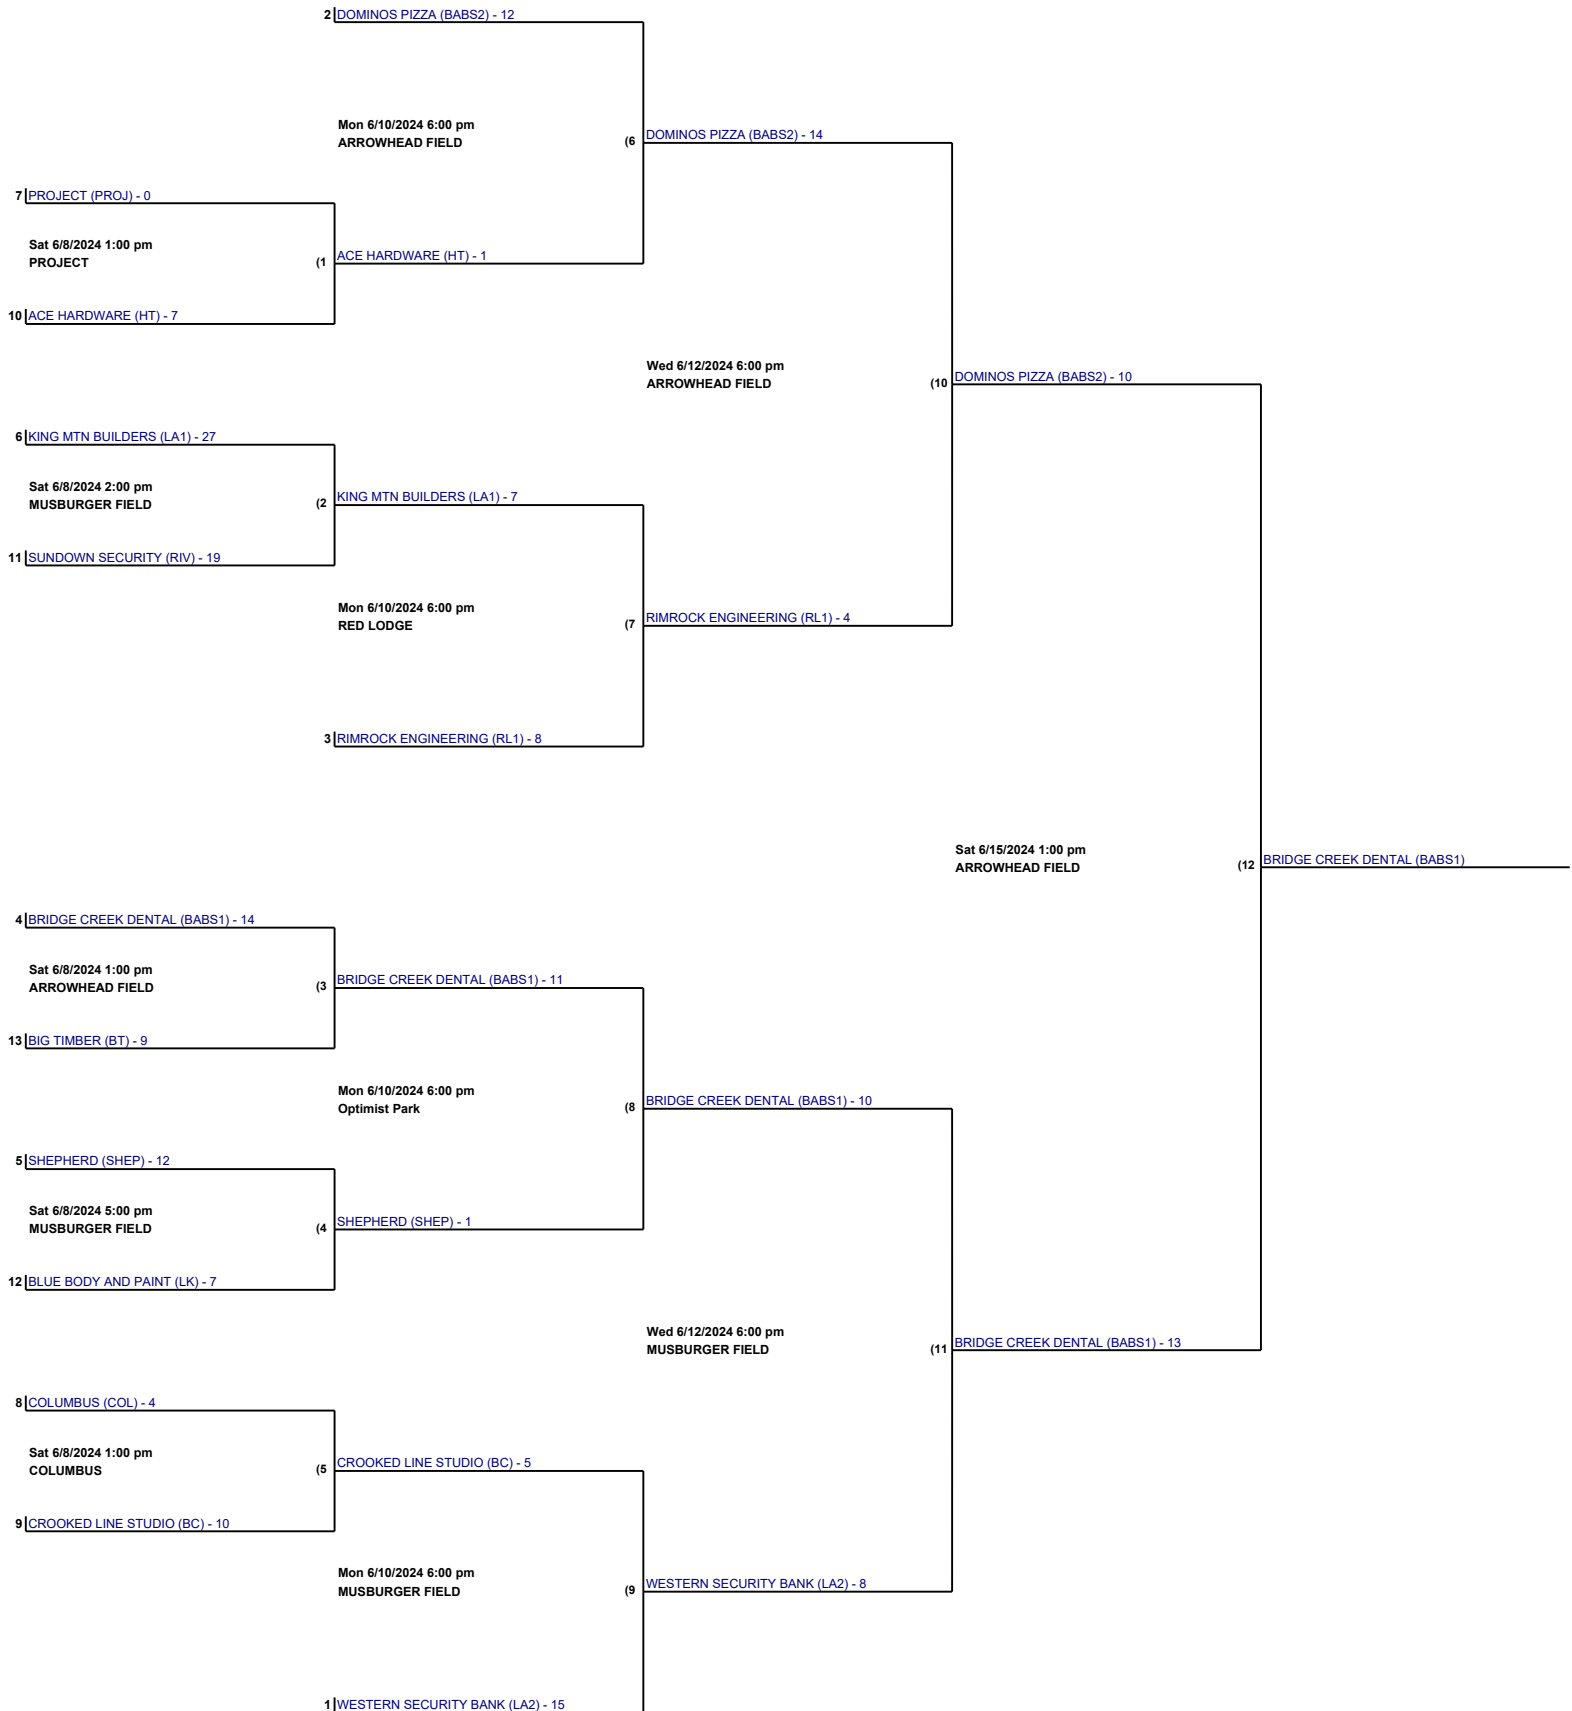 2 DOMINOS PIZZA (BABS2) - 12
Mon 6/10/2024 6:00 pm
ARROWHEAD FIELD
(6 DOMINOS PIZZA (BABS2) - 14
7 PROJECT (PROJ) - 0
Sat 6/8/2024 1:00 pm
PROJECT
(1 ACE HARDWARE (HT) - 1
10 ACE HARDWARE (HT) - 7
Wed 6/12/2024 6:00 pm
ARROWHEAD FIELD
(10 DOMINOS PIZZA (BABS2) - 10
6 KING MTN BUILDERS (LA1) - 27
Sat 6/8/2024 2:00 pm
MUSBURGER FIELD
(2 KING MTN BUILDERS (LA1) - 7
11 SUNDOWN SECURITY (RIV) - 19
Mon 6/10/2024 6:00 pm
RED LODGE
(7 RIMROCK ENGINEERING (RL1) - 4
3 RIMROCK ENGINEERING (RL1) - 8
Sat 6/15/2024 1:00 pm
ARROWHEAD FIELD
(12 BRIDGE CREEK DENTAL (BABS1)
4 BRIDGE CREEK DENTAL (BABS1) - 14
Sat 6/8/2024 1:00 pm
ARROWHEAD FIELD
(3 BRIDGE CREEK DENTAL (BABS1) - 11
13 BIG TIMBER (BT) - 9
Mon 6/10/2024 6:00 pm
Optimist Park
(8 BRIDGE CREEK DENTAL (BABS1) - 10
5 SHEPHERD (SHEP) - 12
Sat 6/8/2024 5:00 pm
MUSBURGER FIELD
(4 SHEPHERD (SHEP) - 1
12 BLUE BODY AND PAINT (LK) - 7
Wed 6/12/2024 6:00 pm
MUSBURGER FIELD
(11 BRIDGE CREEK DENTAL (BABS1) - 13
8 COLUMBUS (COL) - 4
Sat 6/8/2024 1:00 pm
COLUMBUS
(5 CROOKED LINE STUDIO (BC) - 5
9 CROOKED LINE STUDIO (BC) - 10
Mon 6/10/2024 6:00 pm
MUSBURGER FIELD
(9 WESTERN SECURITY BANK (LA2) - 8
1 WESTERN SECURITY BANK (LA2) - 15